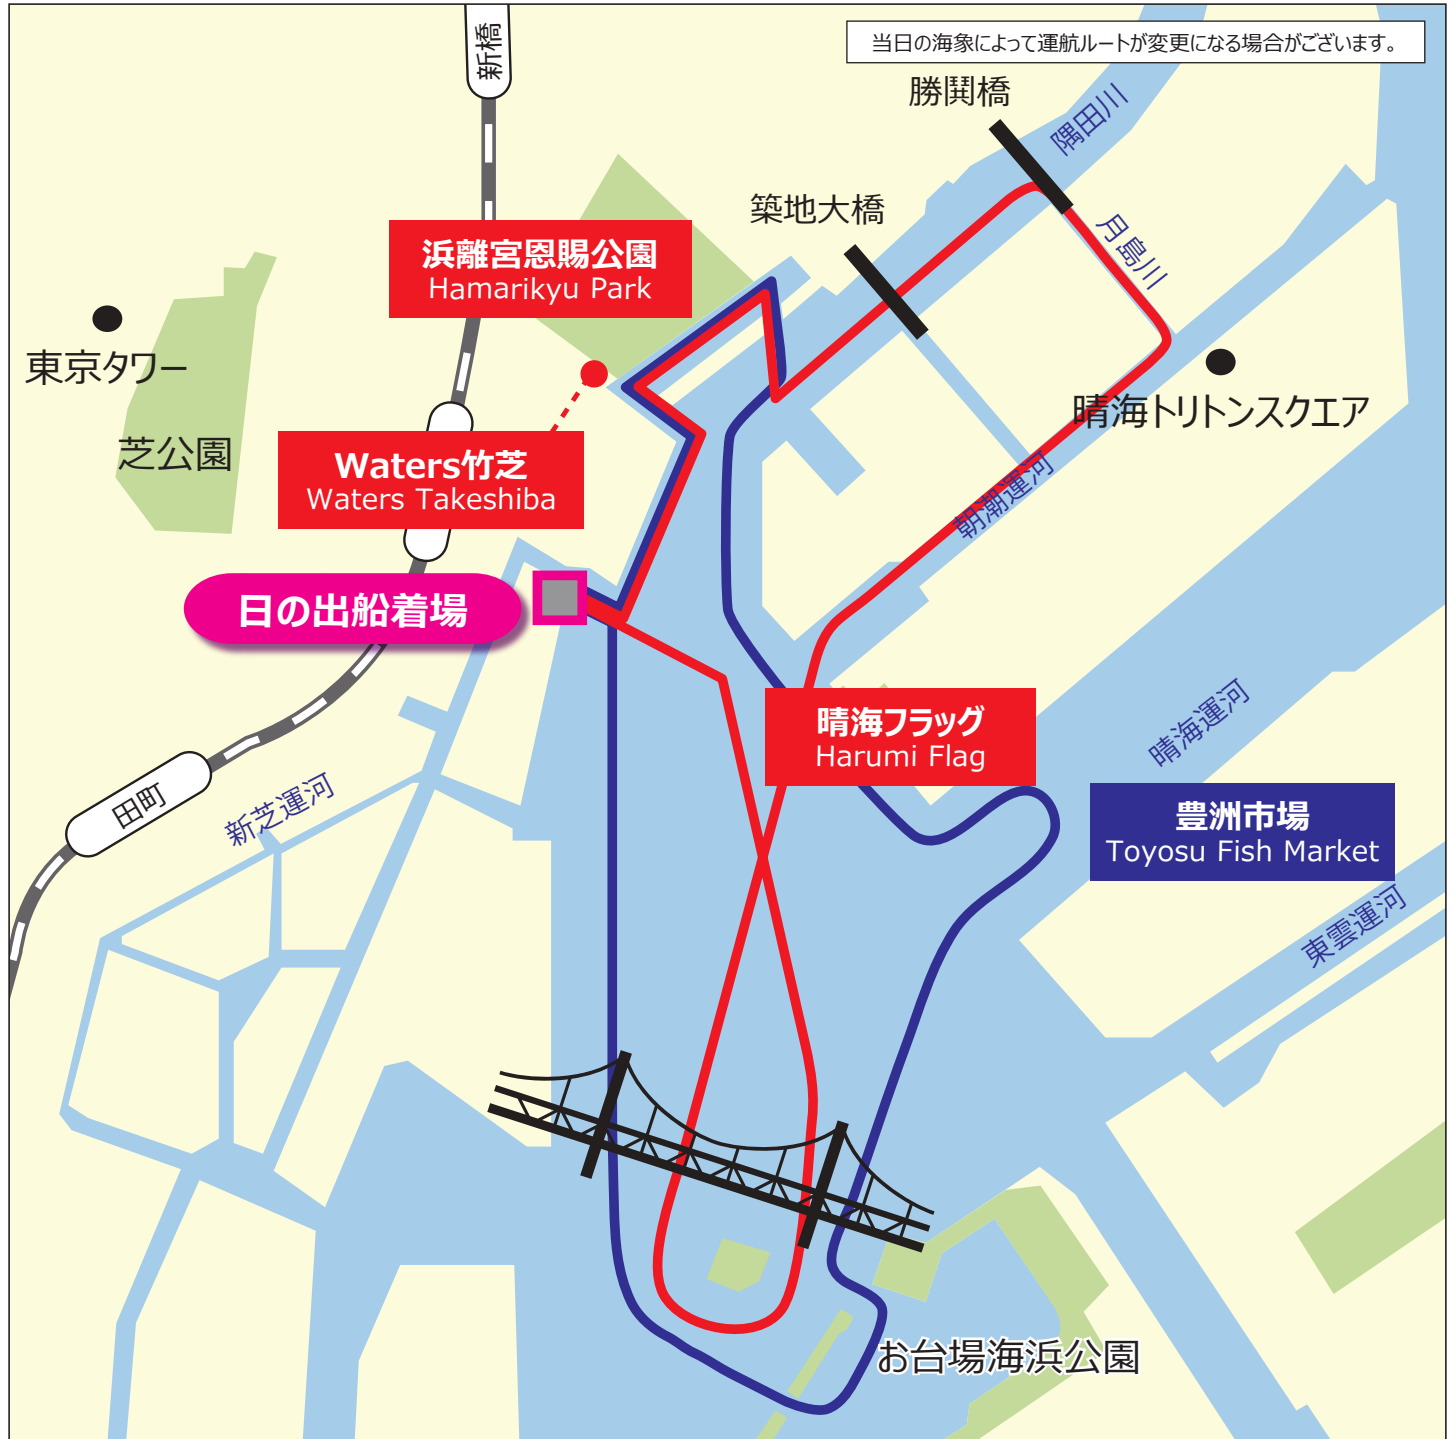 新橋
当日の海象によって運航ルートが変更になる場合がございます。
勝鬨橋
隅田川
築地大橋
月島川
浜離宮恩賜公園
Hamarikyu Park
東京タワー
晴海トリトンスクエア
芝公園
Waters竹芝
Waters Takeshiba
朝潮運河
日の出船着場
晴海フラッグ
Harumi Flag
晴海運河
田町
新芝運河
豊洲市場
Toyosu Fish Market
東雲運河
お台場海浜公園